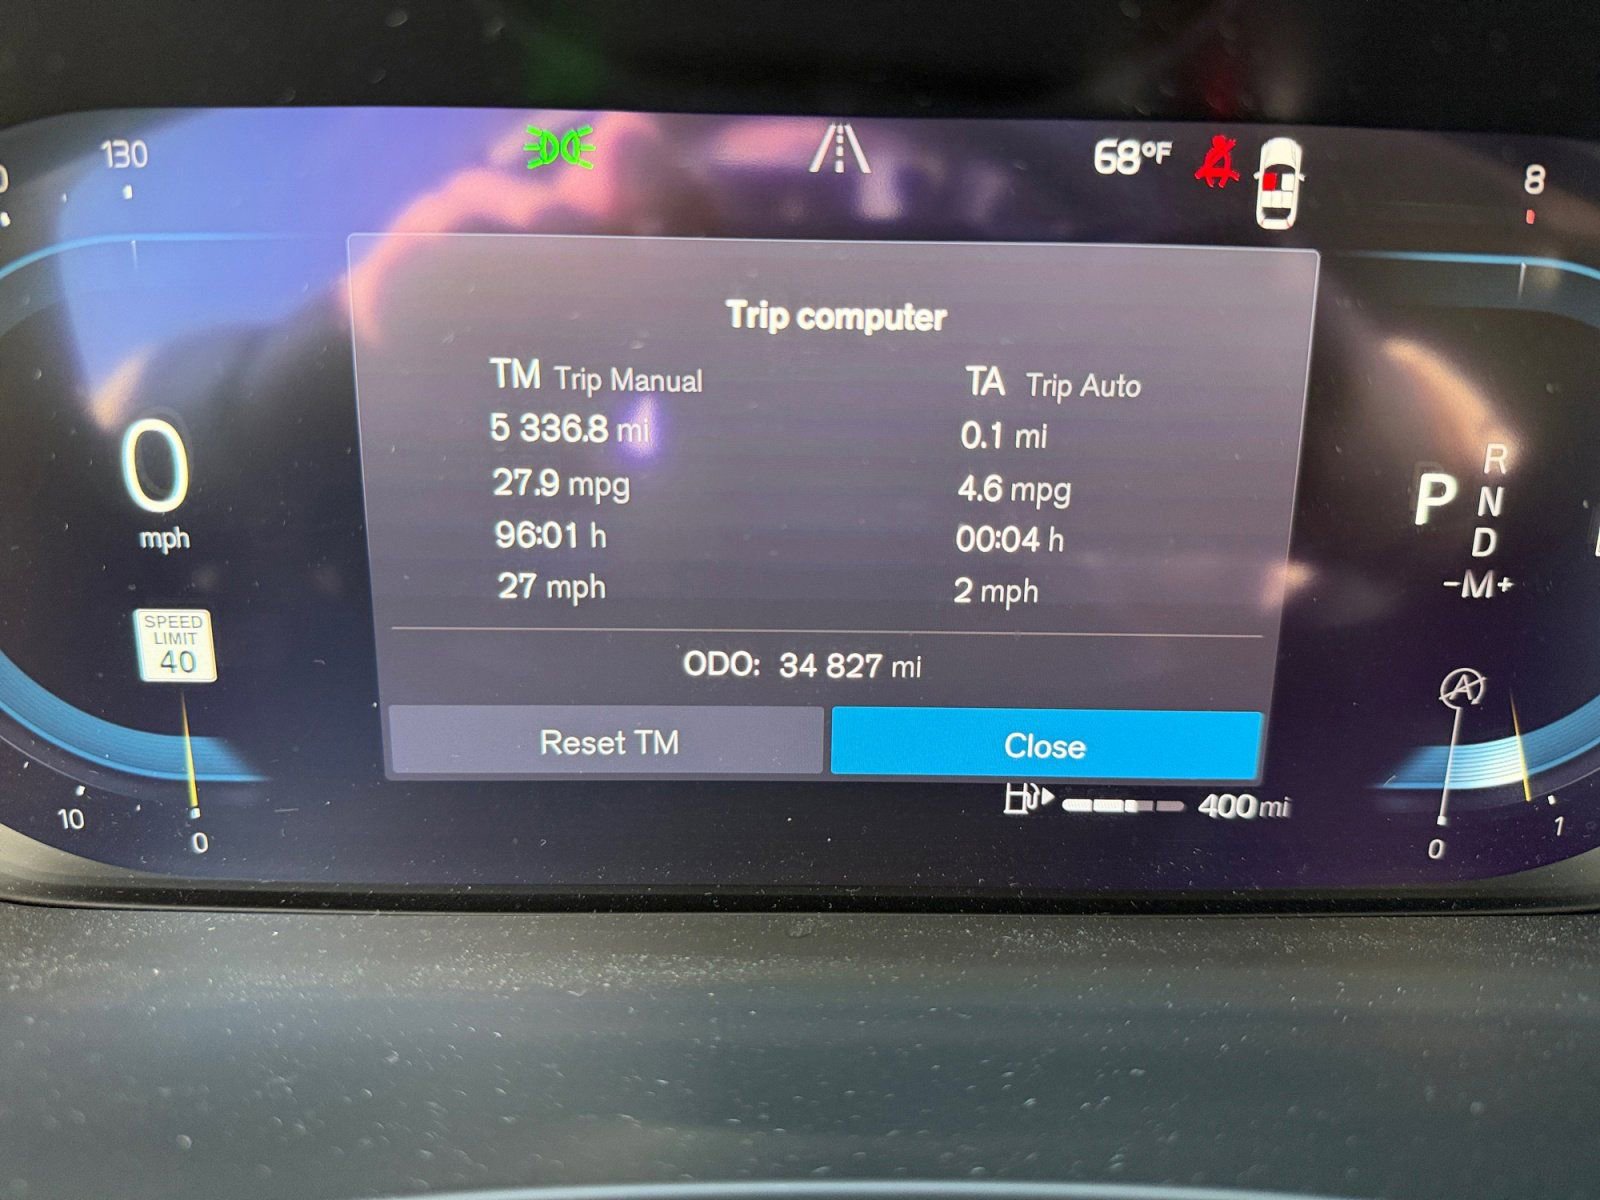 130
68°F
8
Trip computer
TM Trip Manual
TA Trip Auto
5 336.8 mi
0.1 mi
27.9 mpg
4.6 mpg
96:01 h
00:04 h
27 mph
2 mph
ODO: 34 827 mi
Reset TM
Close
0
mph
SPEED
LIMIT
40
R
P
N
D
-M+
A
400 mi
10
0
0
1